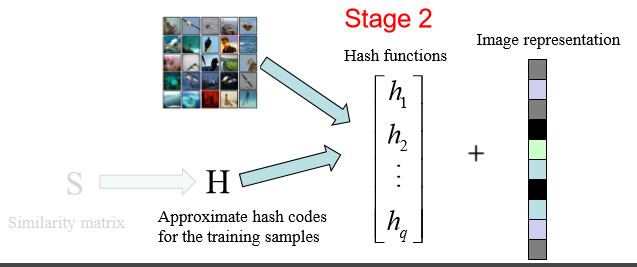 Stage 2
Image representation
Hash functions
h1
h2
⋮
hq
+
S
H
Similarity matrix
Approximate hash codes
for the training samples